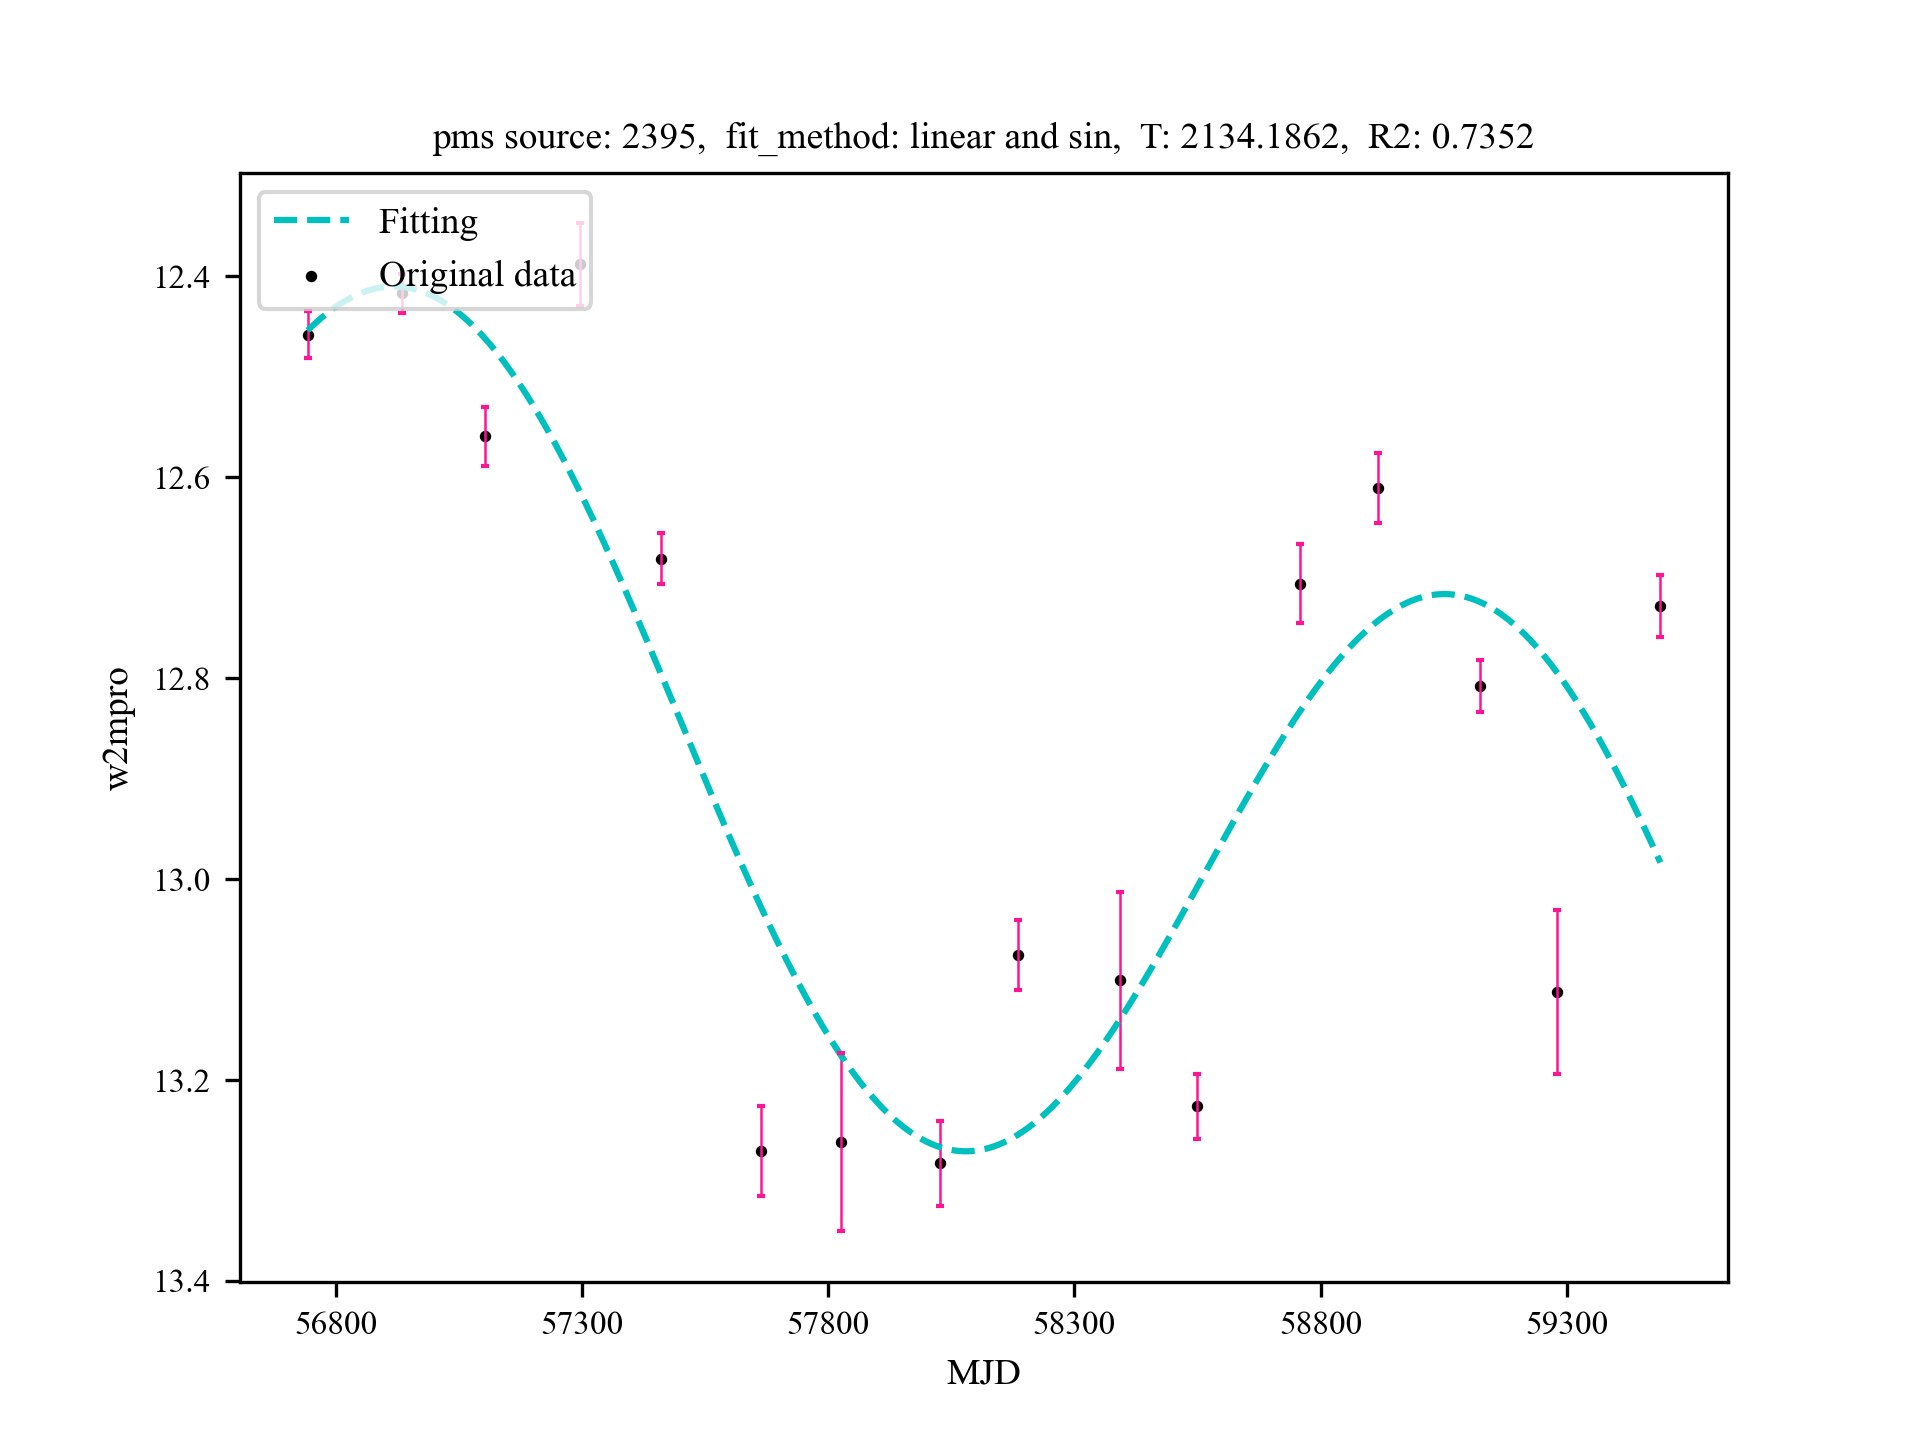 pms source: 2395, fit_method: linear and sin, T: 2134.1862, R2: 0.7352
Fitting
Original data
12.4
12.6
12.8
13.0
13.2
13.4
w2mpro
56800 57300 57800 58300 58800 59300
MJD